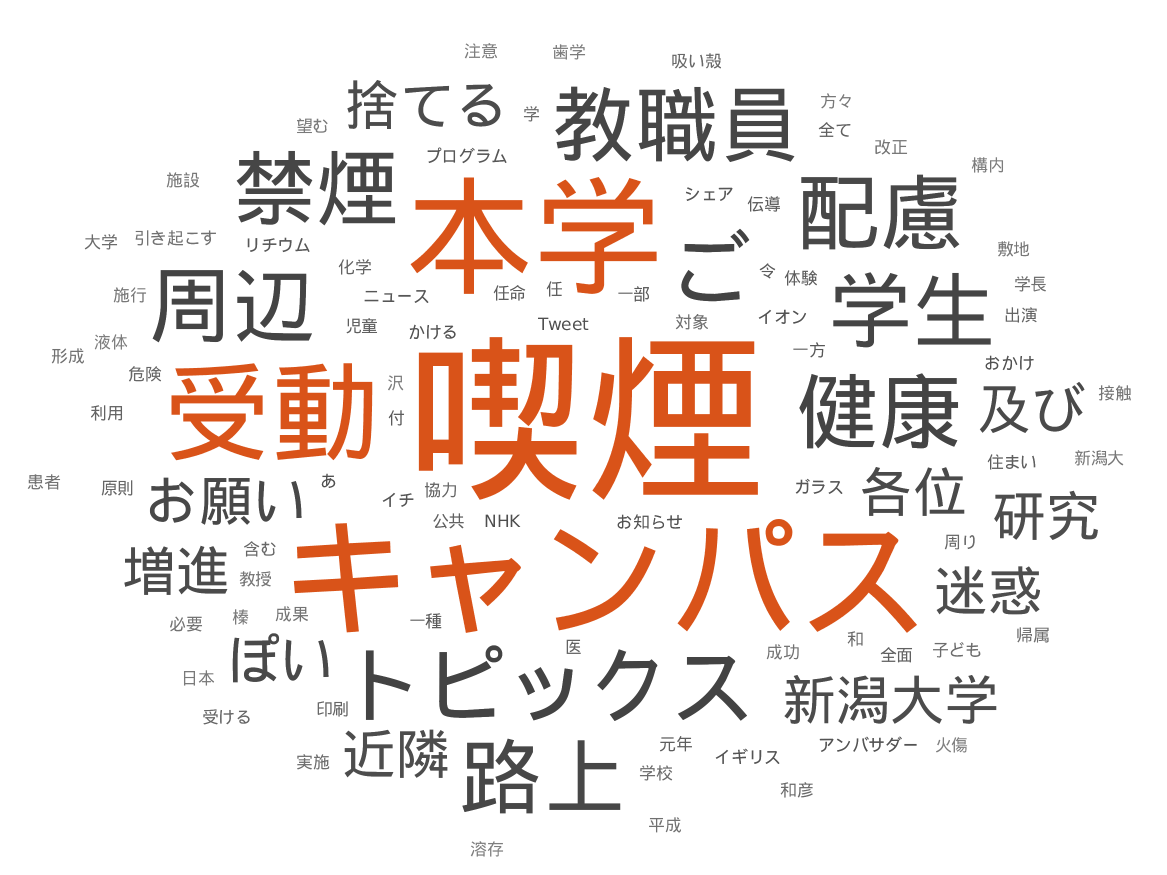 注意
歯学
吸い殻
捨てる
学
教職員
方々
全て
望む
改正
禁煙
プログラム
構内
施設
本学
シェア
伝導
配慮
大学
引き起こす
リチウム
ご
敷地
化学
令
体験
学長
施行
周辺
ニュース
任命
任
一部
学生
児童
かける
Tweet
対象
イオン
出演
液体
形成
一方
おかけ
危険
受動
沢
喫煙
健康
及び
接触
利用
付
住まい
新潟大
患者
原則
お願い
あ
イチ
協力
ガラス
各位
公共
NHK
お知らせ
研究
増進
含む
教授
キャンパス
周り
迷惑
必要
榛
成果
一種
帰属
ぽい
医
成功
和
全面
子ども
日本
トピックス
新潟大学
受ける
印刷
実施
近隣
路上
元年
イギリス
アンバサダー
火傷
学校
和彦
平成
溶存